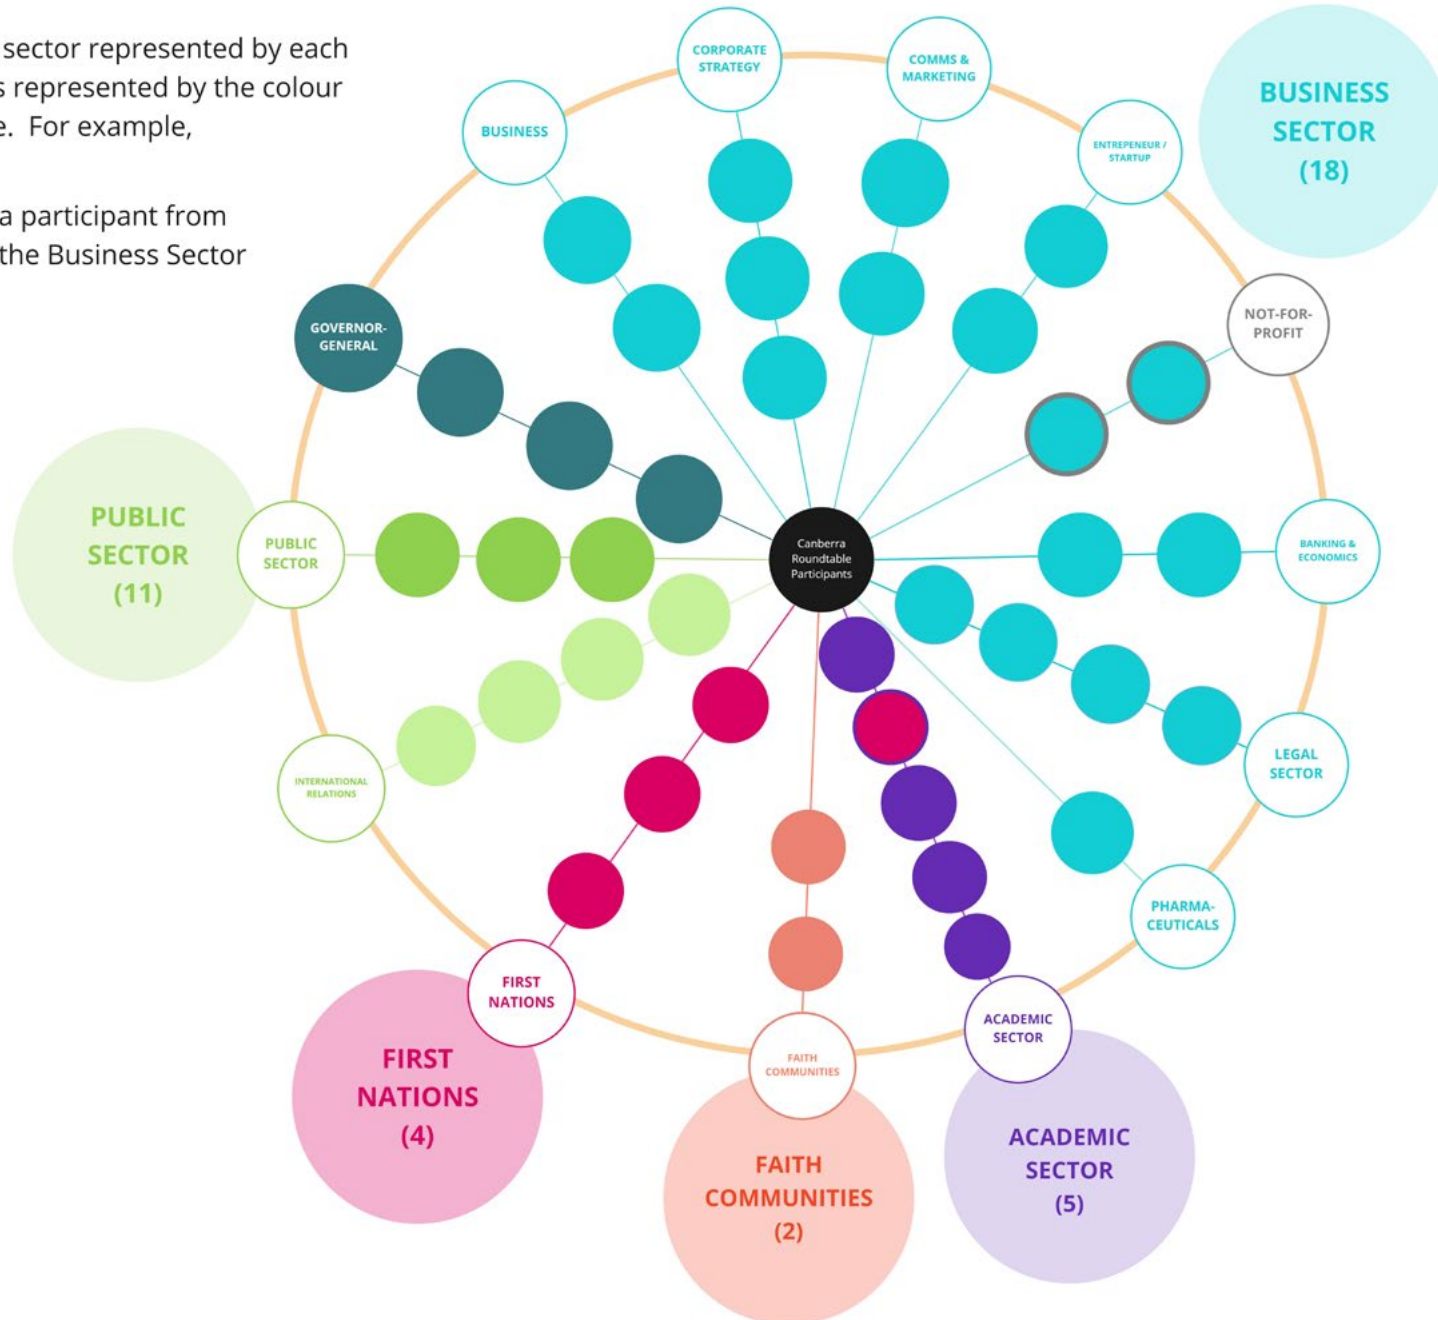 sector represented by each
s represented by the colour
e. For example,
a participant from
the Business Sector
CORPORATE
STRATEGY
COMMS &
MARKETING
BUSINESS
ENTREPENEUR /
STARTUP
BUSINESS
SECTOR
(18)
GOVERNOR-
GENERAL
NOT-FOR-
PROFIT
PUBLIC
SECTOR
(11)
PUBLIC
SECTOR
Canberra
Roundtable
Participants
BANKING &
ECONOMICS
INTERNATIONAL
RELATIONS
LEGAL
SECTOR
PHARMA-
CEUTICALS
FIRST
NATIONS
FIRST
NATIONS
(4)
FAITH
COMMUNITIES
FAITH
COMMUNITIES
(2)
ACADEMIC
SECTOR
ACADEMIC
SECTOR
(5)